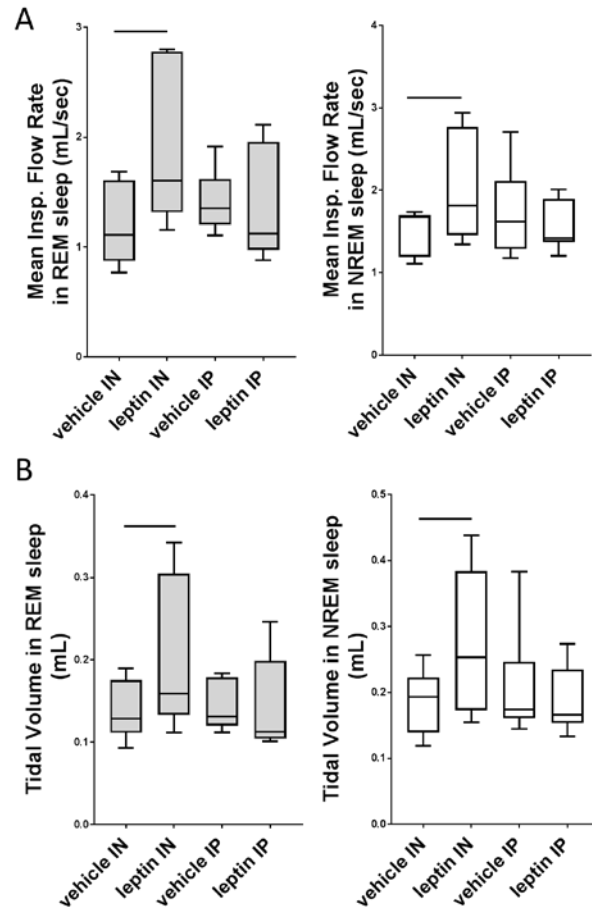 A
Mean Insp. Flow Rate
in REM sleep (mL/sec)
3
2
1
0
vehicle IN
leptin IN
vehicle IP
leptin IP
Mean Insp. Flow Rate
in NREM sleep (mL/sec)
4
3
2
1
0
vehicle IN
leptin IN
vehicle IP
leptin IP
B
Tidal Volume in REM sleep
(mL)
0.4
0.3
0.2
0.1
0.0
vehicle IN
leptin IN
vehicle IP
leptin IP
Tidal Volume in NREM sleep
(mL)
0.5
0.4
0.3
0.2
0.1
0.0
vehicle IN
leptin IN
vehicle IP
leptin IP